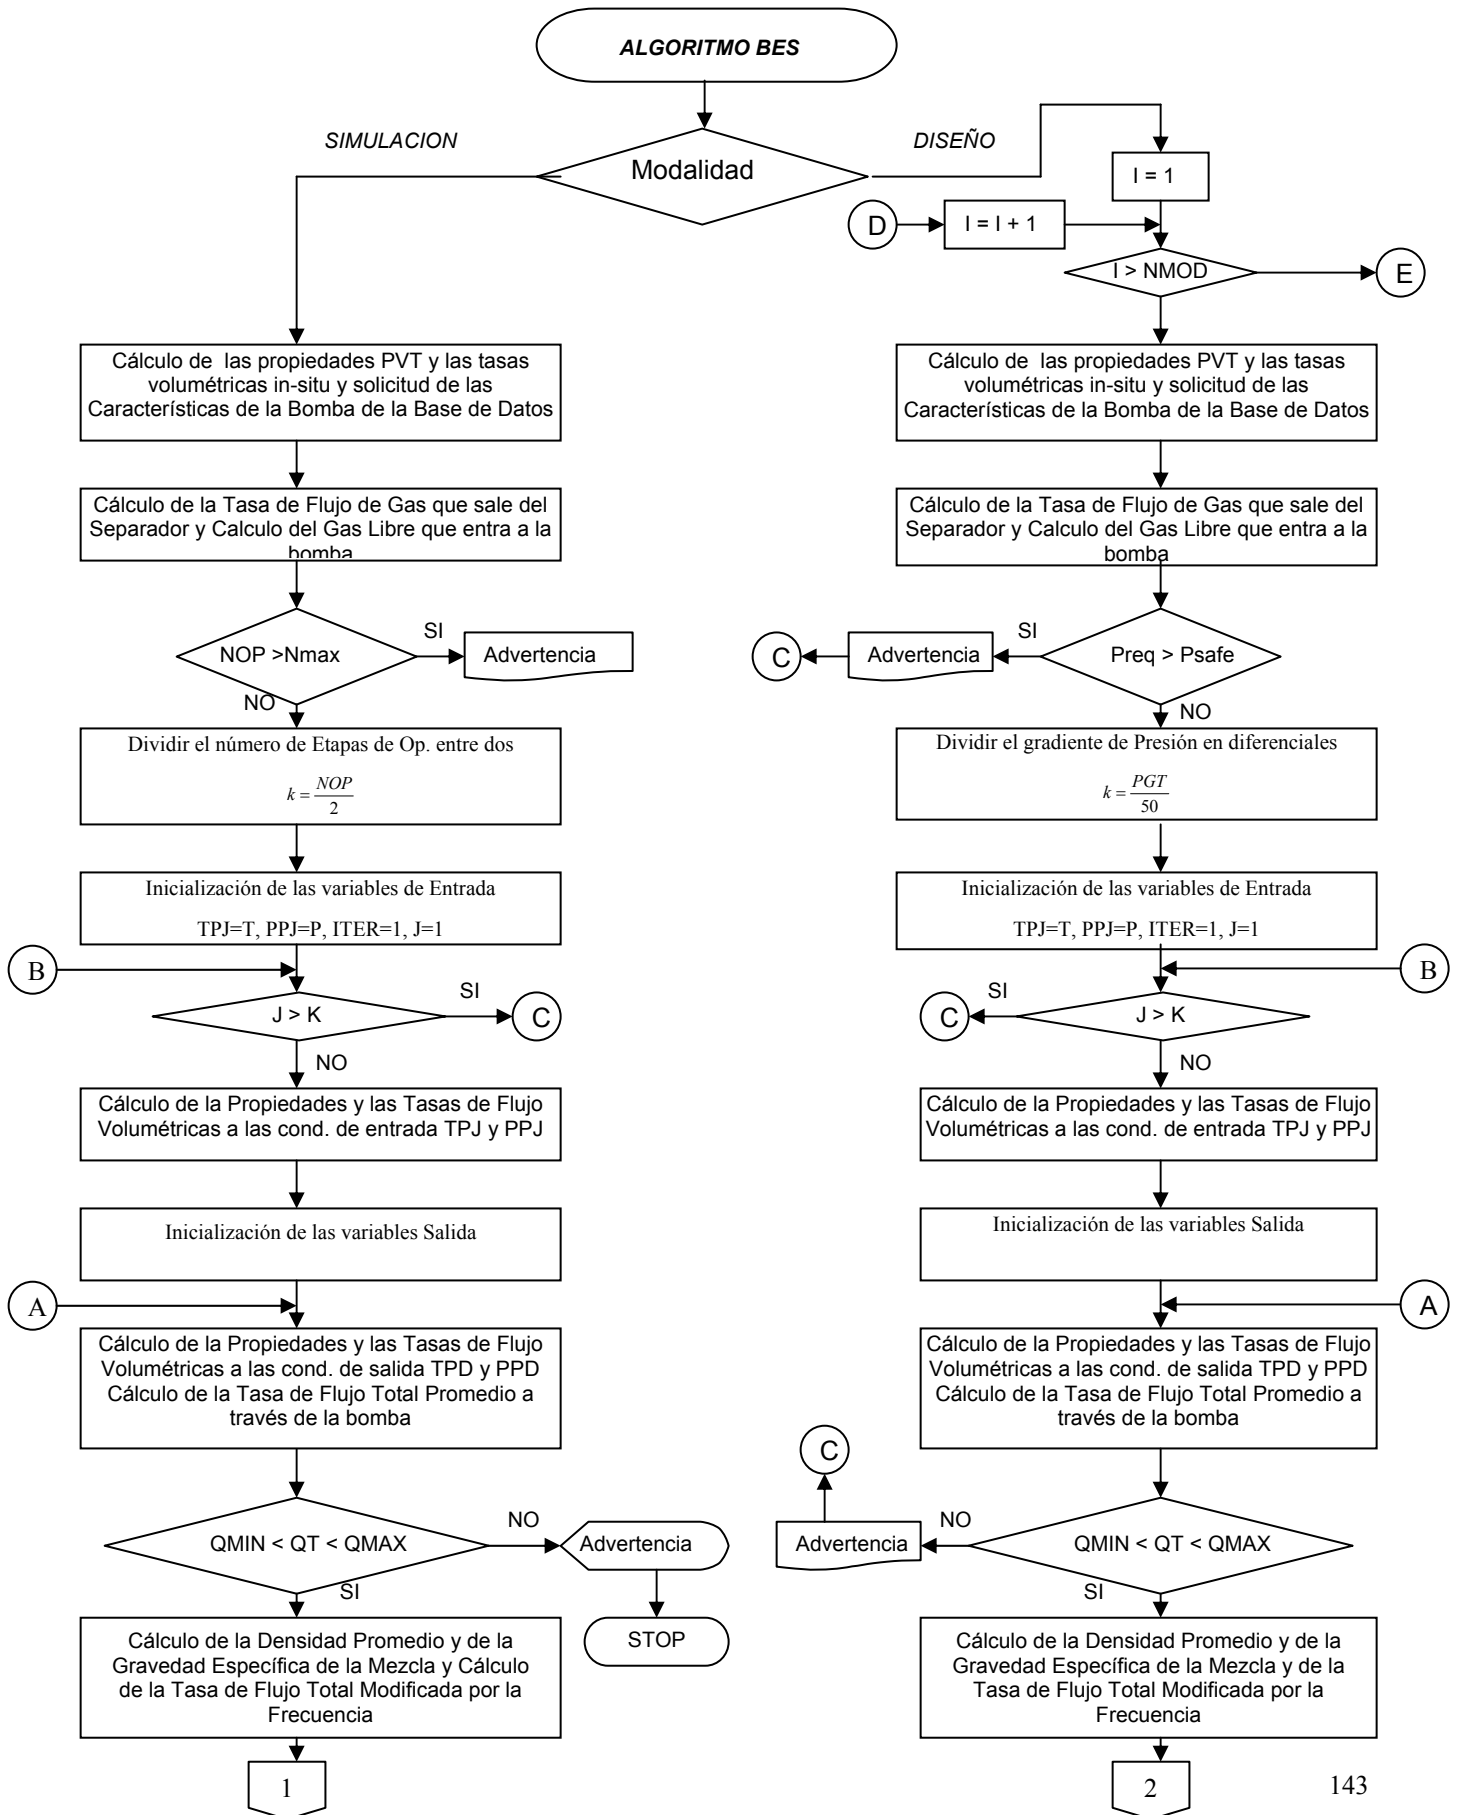 ALGORITMO BES
SIMULACION
Modalidad
DISEÑO
I = 1
D
I = I + 1
I > NMOD
E
Cálculo de las propiedades PVT y las tasas
volumétricas in-situ y solicitud de las
Características de la Bomba de la Base de Datos
Cálculo de la Tasa de Flujo de Gas que sale del
Separador y Calculo del Gas Libre que entra a la
bomba
NOP >Nmax
SI
Advertencia
NO
Dividir el número de Etapas de Op. entre dos
k = NOP / 2
Inicialización de las variables de Entrada
TPJ=T, PPJ=P, ITER=1, J=1
B
J > K
SI
C
NO
Cálculo de la Propiedades y las Tasas de Flujo
Volumétricas a las cond. de entrada TPJ y PPJ
Inicialización de las variables Salida
A
Cálculo de la Propiedades y las Tasas de Flujo
Volumétricas a las cond. de salida TPD y PPD
Cálculo de la Tasa de Flujo Total Promedio a
través de la bomba
QMIN < QT < QMAX
NO
Advertencia
STOP
SI
Cálculo de la Densidad Promedio y de la
Gravedad Específica de la Mezcla y Cálculo
de la Tasa de Flujo Total Modificada por la
Frecuencia
1
Cálculo de las propiedades PVT y las tasas
volumétricas in-situ y solicitud de las
Características de la Bomba de la Base de Datos
Cálculo de la Tasa de Flujo de Gas que sale del
Separador y Calculo del Gas Libre que entra a la
bomba
C
Advertencia
SI
Preq > Psafe
NO
Dividir el gradiente de Presión en diferenciales
k = PGT / 50
Inicialización de las variables de Entrada
TPJ=T, PPJ=P, ITER=1, J=1
B
C
SI
J > K
NO
Cálculo de la Propiedades y las Tasas de Flujo
Volumétricas a las cond. de entrada TPJ y PPJ
Inicialización de las variables Salida
A
Cálculo de la Propiedades y las Tasas de Flujo
Volumétricas a las cond. de salida TPD y PPD
Cálculo de la Tasa de Flujo Total Promedio a
través de la bomba
C
Advertencia
NO
QMIN < QT < QMAX
SI
Cálculo de la Densidad Promedio y de la
Gravedad Específica de la Mezcla y de la
Tasa de Flujo Total Modificada por la
Frecuencia
2
143